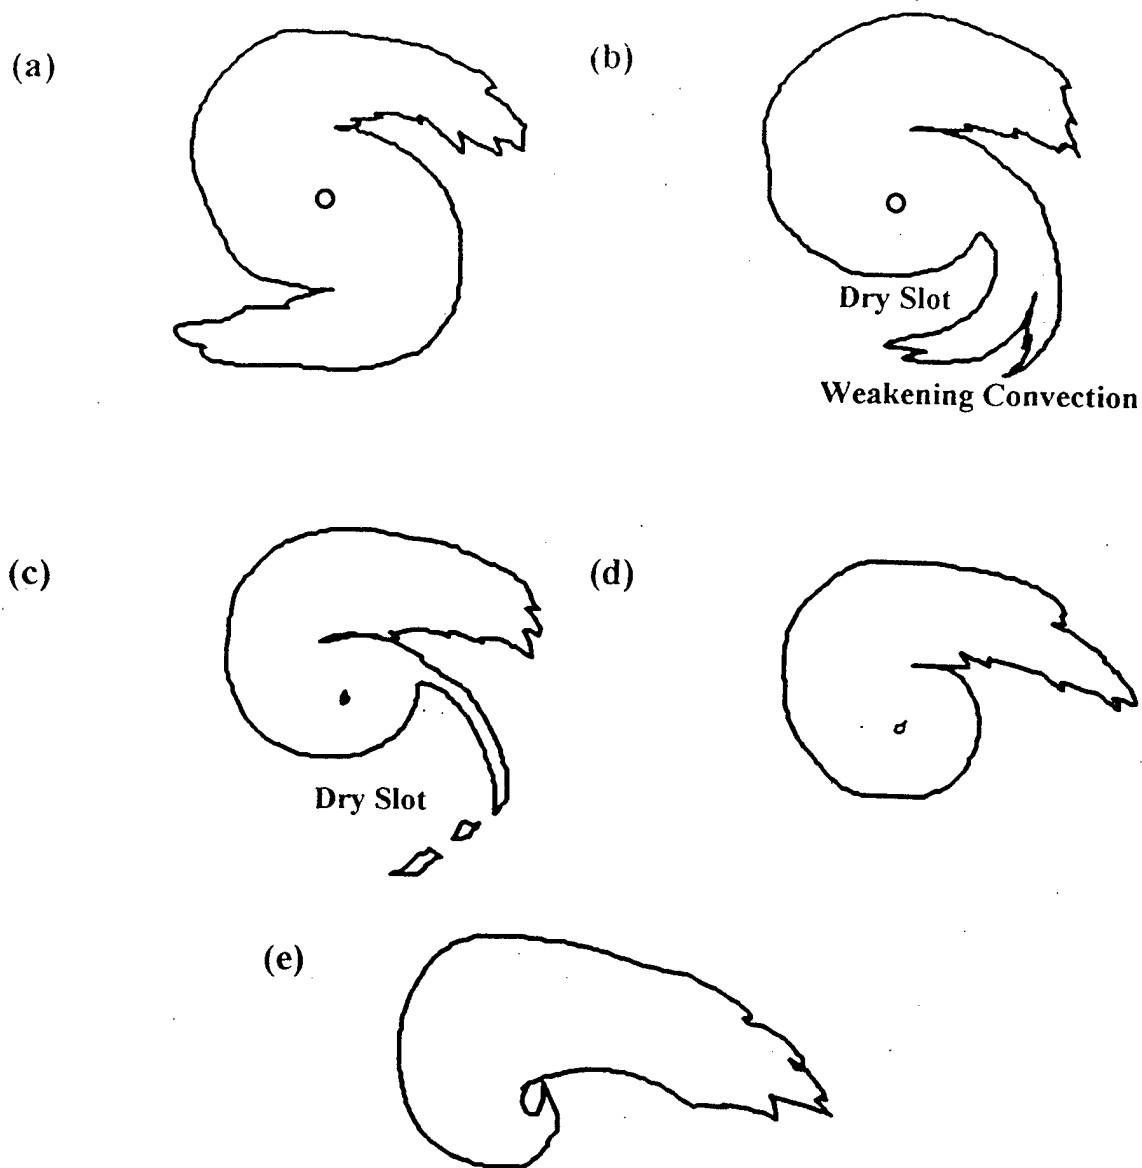 (a)
(b)
Dry Slot
Weakening Convection
(c)
(d)
Dry Slot
(e)